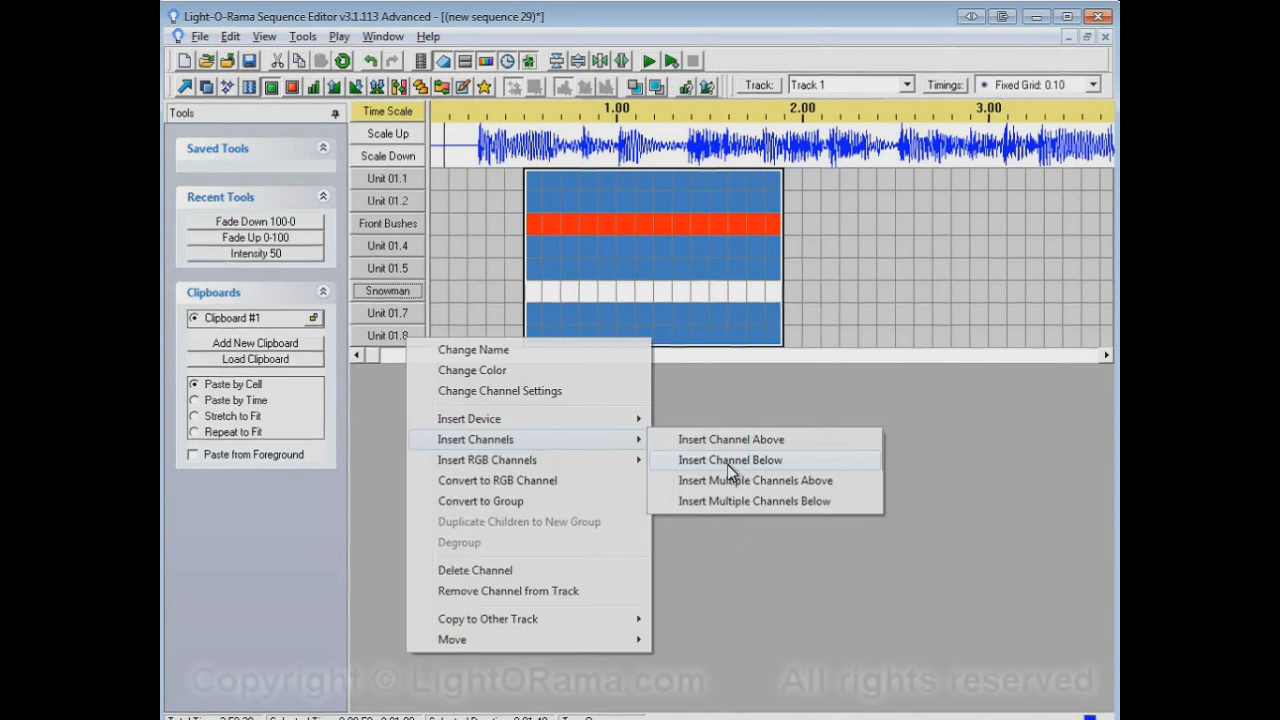 Light-O-Rama Sequence Editor v3.1.113 Advanced - [(new sequence 29)*]
File Edit View Tools Play Window Help
Track: Track 1 Timings: Fixed Grid: 0.10
Tools
Saved Tools
Recent Tools
Fade Down 100-0
Fade Up 0-100
Intensity 50
Clipboards
Clipboard #1
Add New Clipboard
Load Clipboard
Paste by Cell
Paste by Time
Stretch to Fit
Repeat to Fit
Paste from Foreground
Time Scale 1.00 2.00 3.00
Scale Up
Scale Down
Unit 01.1
Unit 01.2
Front Bushes
Unit 01.4
Unit 01.5
Snowman
Unit 01.7
Unit 01.8
Change Name
Change Color
Change Channel Settings
Insert Device
Insert Channels
Insert RGB Channels
Convert to RGB Channel
Convert to Group
Duplicate Children to New Group
Degroup
Delete Channel
Remove Channel from Track
Copy to Other Track
Move
Insert Channel Above
Insert Channel Below
Insert Multiple Channels Above
Insert Multiple Channels Below
Copyright © LightORama.com All rights reserved